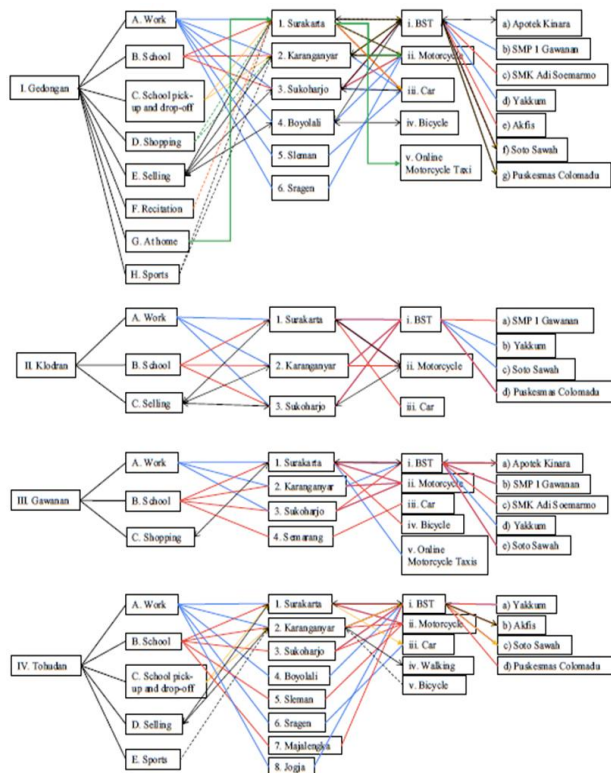 I. Gedongan
A. Work
B. School
C. School pick-
up and drop-off
D. Shopping
E. Selling
F. Recitation
G. At home
H. Sports
1. Surakarta
2. Karanganyar
3. Sukoharjo
4. Boyolali
5. Sleman
6. Sragen
i. BST
ii. Motorcycle
iii. Car
iv. Bicycle
v. Online
Motorcycle Taxi
a) Apotek Kinara
b) SMP 1 Gawanan
c) SMK Adi Soemarmo
d) Yakkum
e) Akfis
f) Soto Sawah
g) Puskesmas Colomadu
II. Klodran
A. Work
B. School
C. Selling
1. Surakarta
2. Karanganyar
3. Sukoharjo
i. BST
ii. Motorcycle
iii. Car
a) SMP 1 Gawanan
b) Yakkum
c) Soto Sawah
d) Puskesmas Colomadu
III. Gawanan
A. Work
B. School
C. Shopping
1. Surakarta
2. Karanganyar
3. Sukoharjo
4. Semarang
i. BST
ii. Motorcycle
iii. Car
iv. Bicycle
v. Online
Motorcycle Taxis
a) Apotek Kinara
b) SMP 1 Gawanan
c) SMK Adi Soemarmo
d) Yakkum
e) Soto Sawah
IV. Tohudan
A. Work
B. School
C. School pick-
up and drop-off
D. Selling
E. Sports
1. Surakarta
2. Karanganyar
3. Sukoharjo
4. Boyolali
5. Sleman
6. Sragen
7. Majalengka
8. Jogja
i. BST
ii. Motorcycle
iii. Car
iv. Walking
v. Bicycle
a) Yakkum
b) Akfis
c) Soto Sawah
d) Puskesmas Colomadu